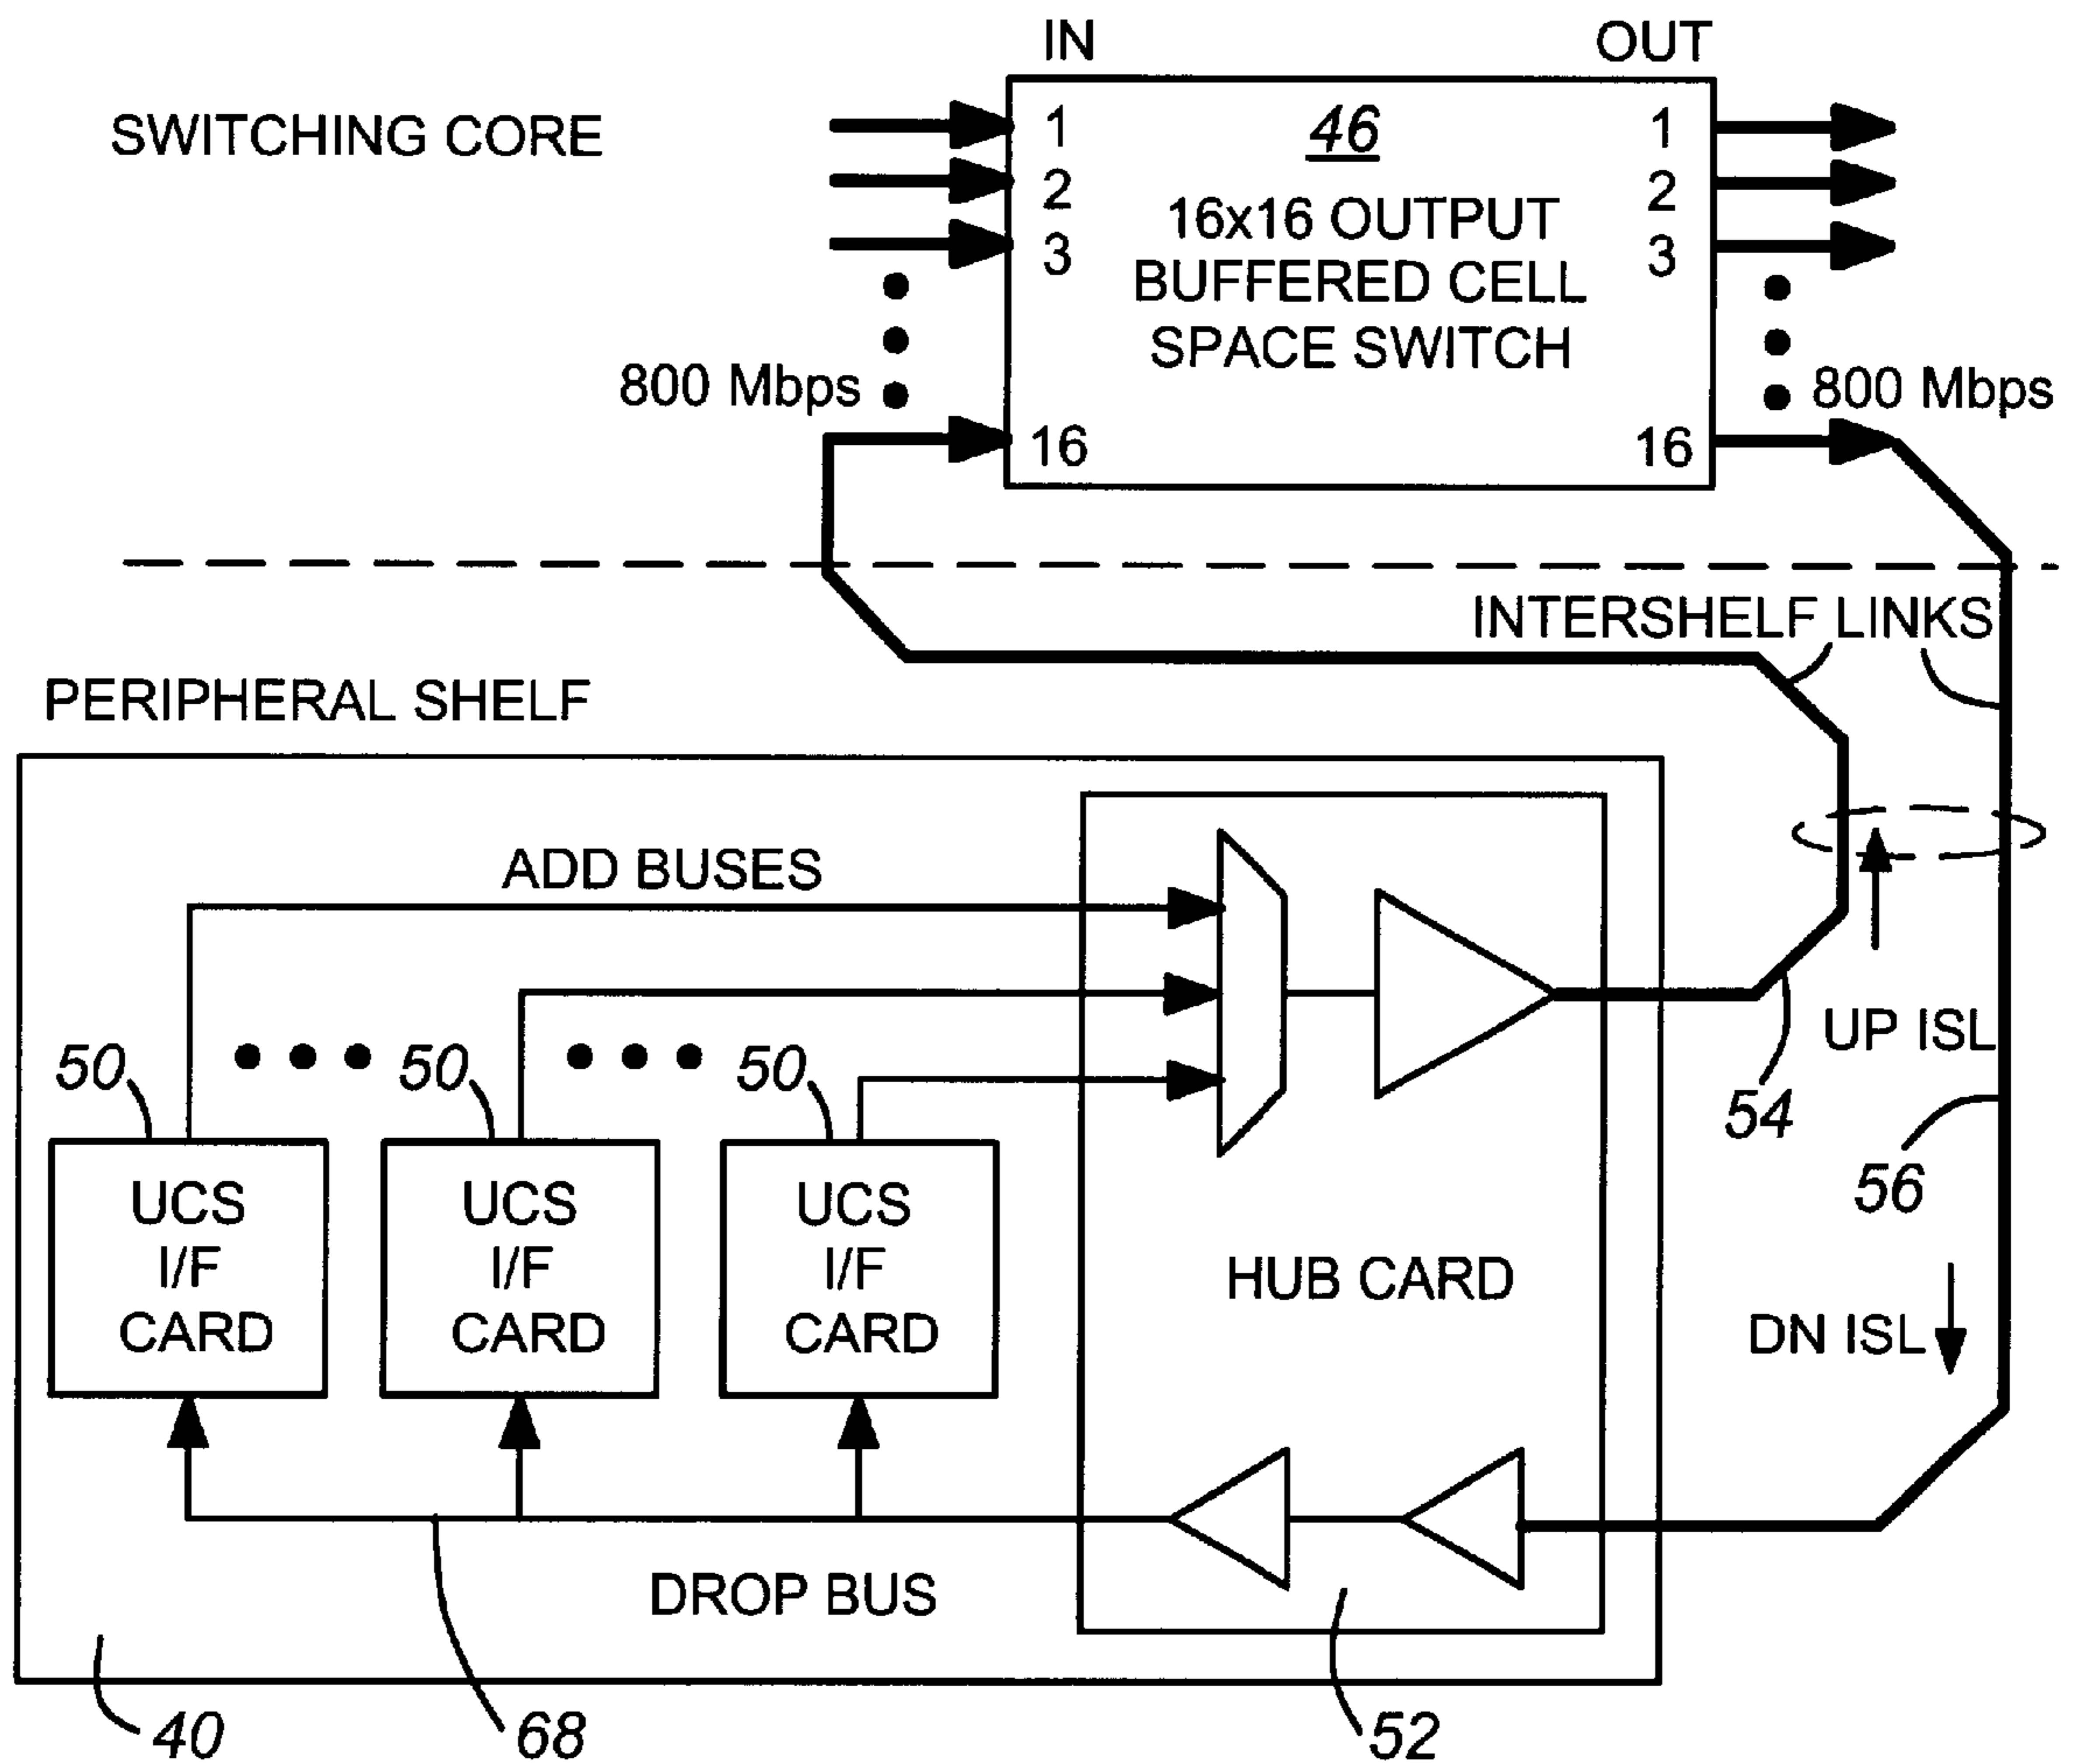 IN OUT
SWITCHING CORE
1 46 1
2 2
16x16 OUTPUT
3 3
BUFFERED CELL
SPACE SWITCH
800 Mbps 800 Mbps
16 16
INTERSHELF LINKS
PERIPHERAL SHELF
ADD BUSES
50 50 50
UP ISL
54
56
UCS UCS UCS
I/F I/F I/F
CARD CARD CARD
HUB CARD
DN ISL
DROP BUS
40 68 52